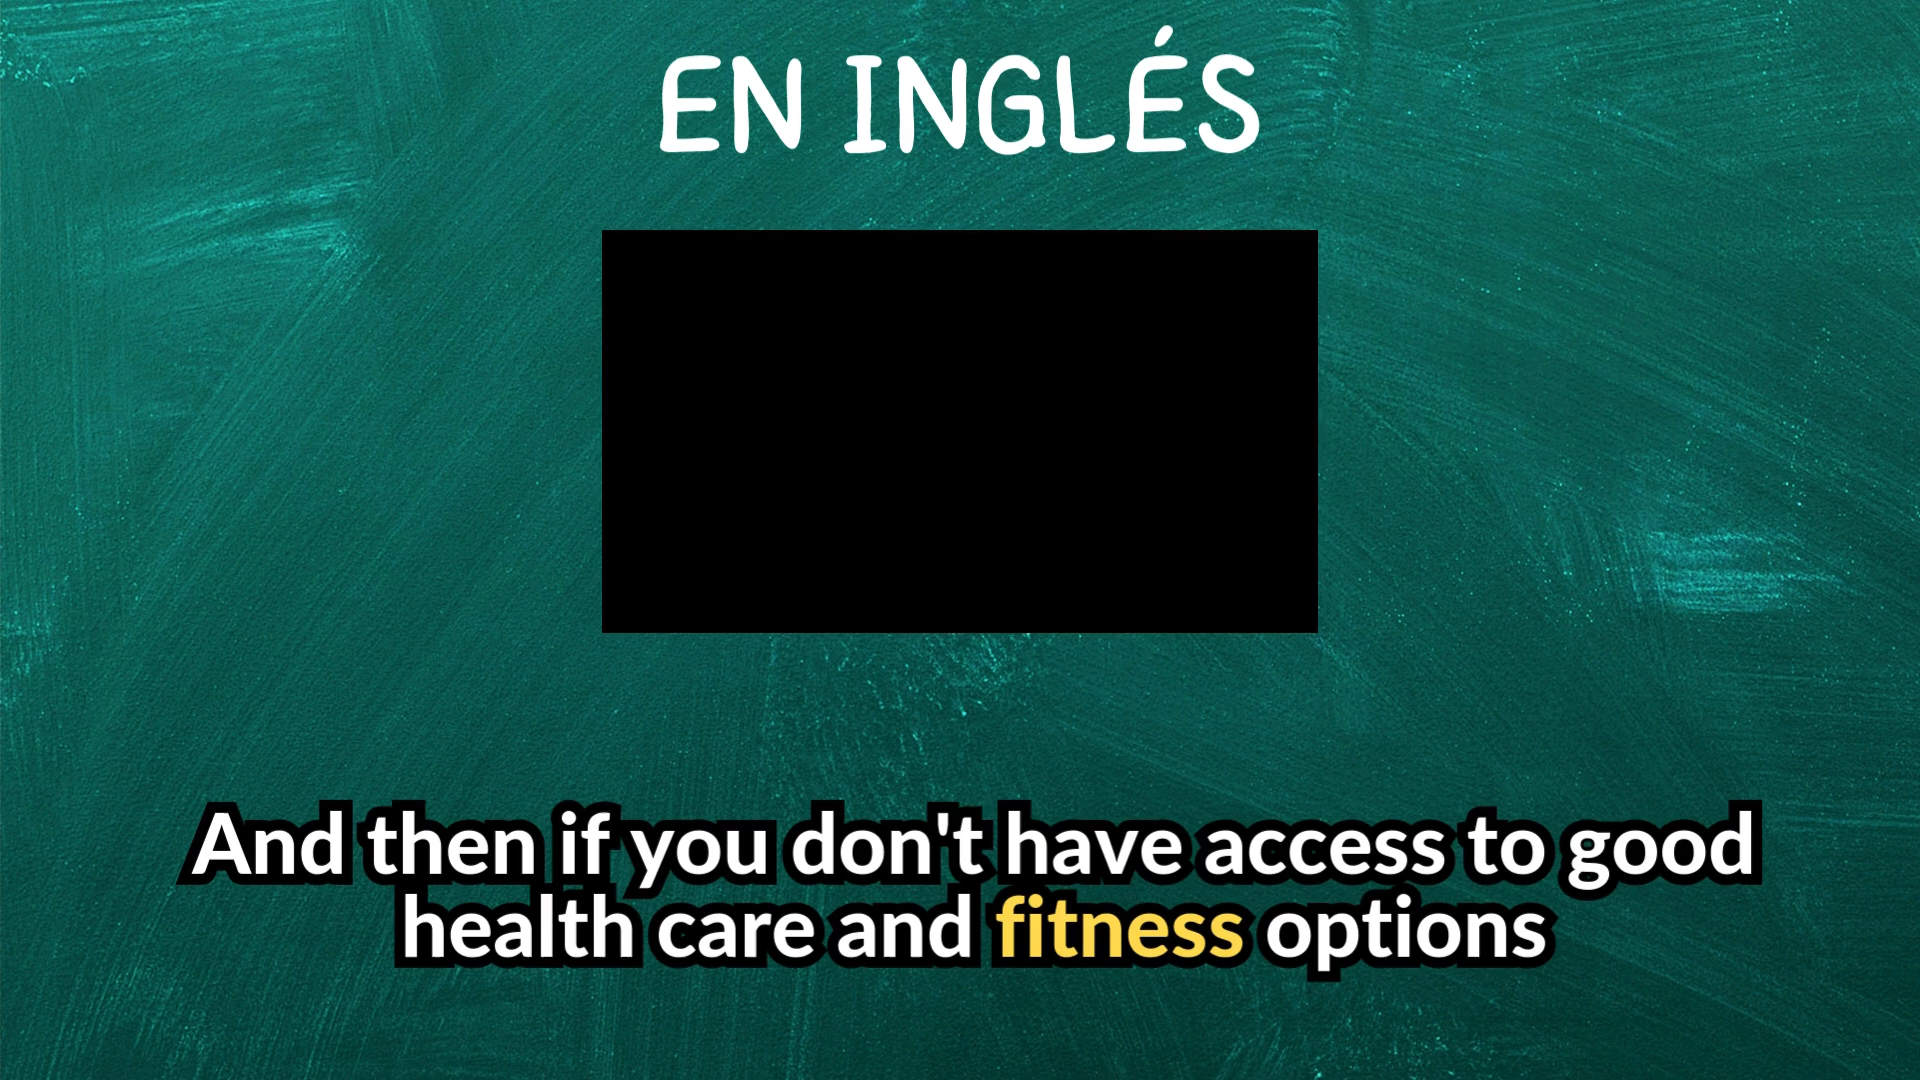 EN INGLÉS
And then if you don't have access to good
health care and fitness options